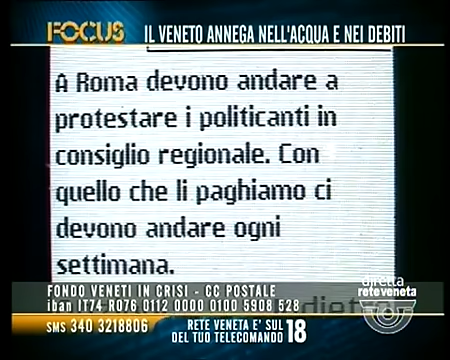 FOCUS
IL VENETO ANNEGA NELL'ACQUA E NEI DEBITI
A Roma devono andare a
protestare i politicanti in
consiglio regionale. Con
quello che li paghiamo ci
devono andare ogni
settimana.
FONDO VENETI IN CRISI - CC POSTALE
iban IT74 R076 0112 0000 0100 5908 528
diretta
reteveneta
SMS 340 3218806
RETE VENETA E' SUL
DEL TUO TELECOMANDO
18